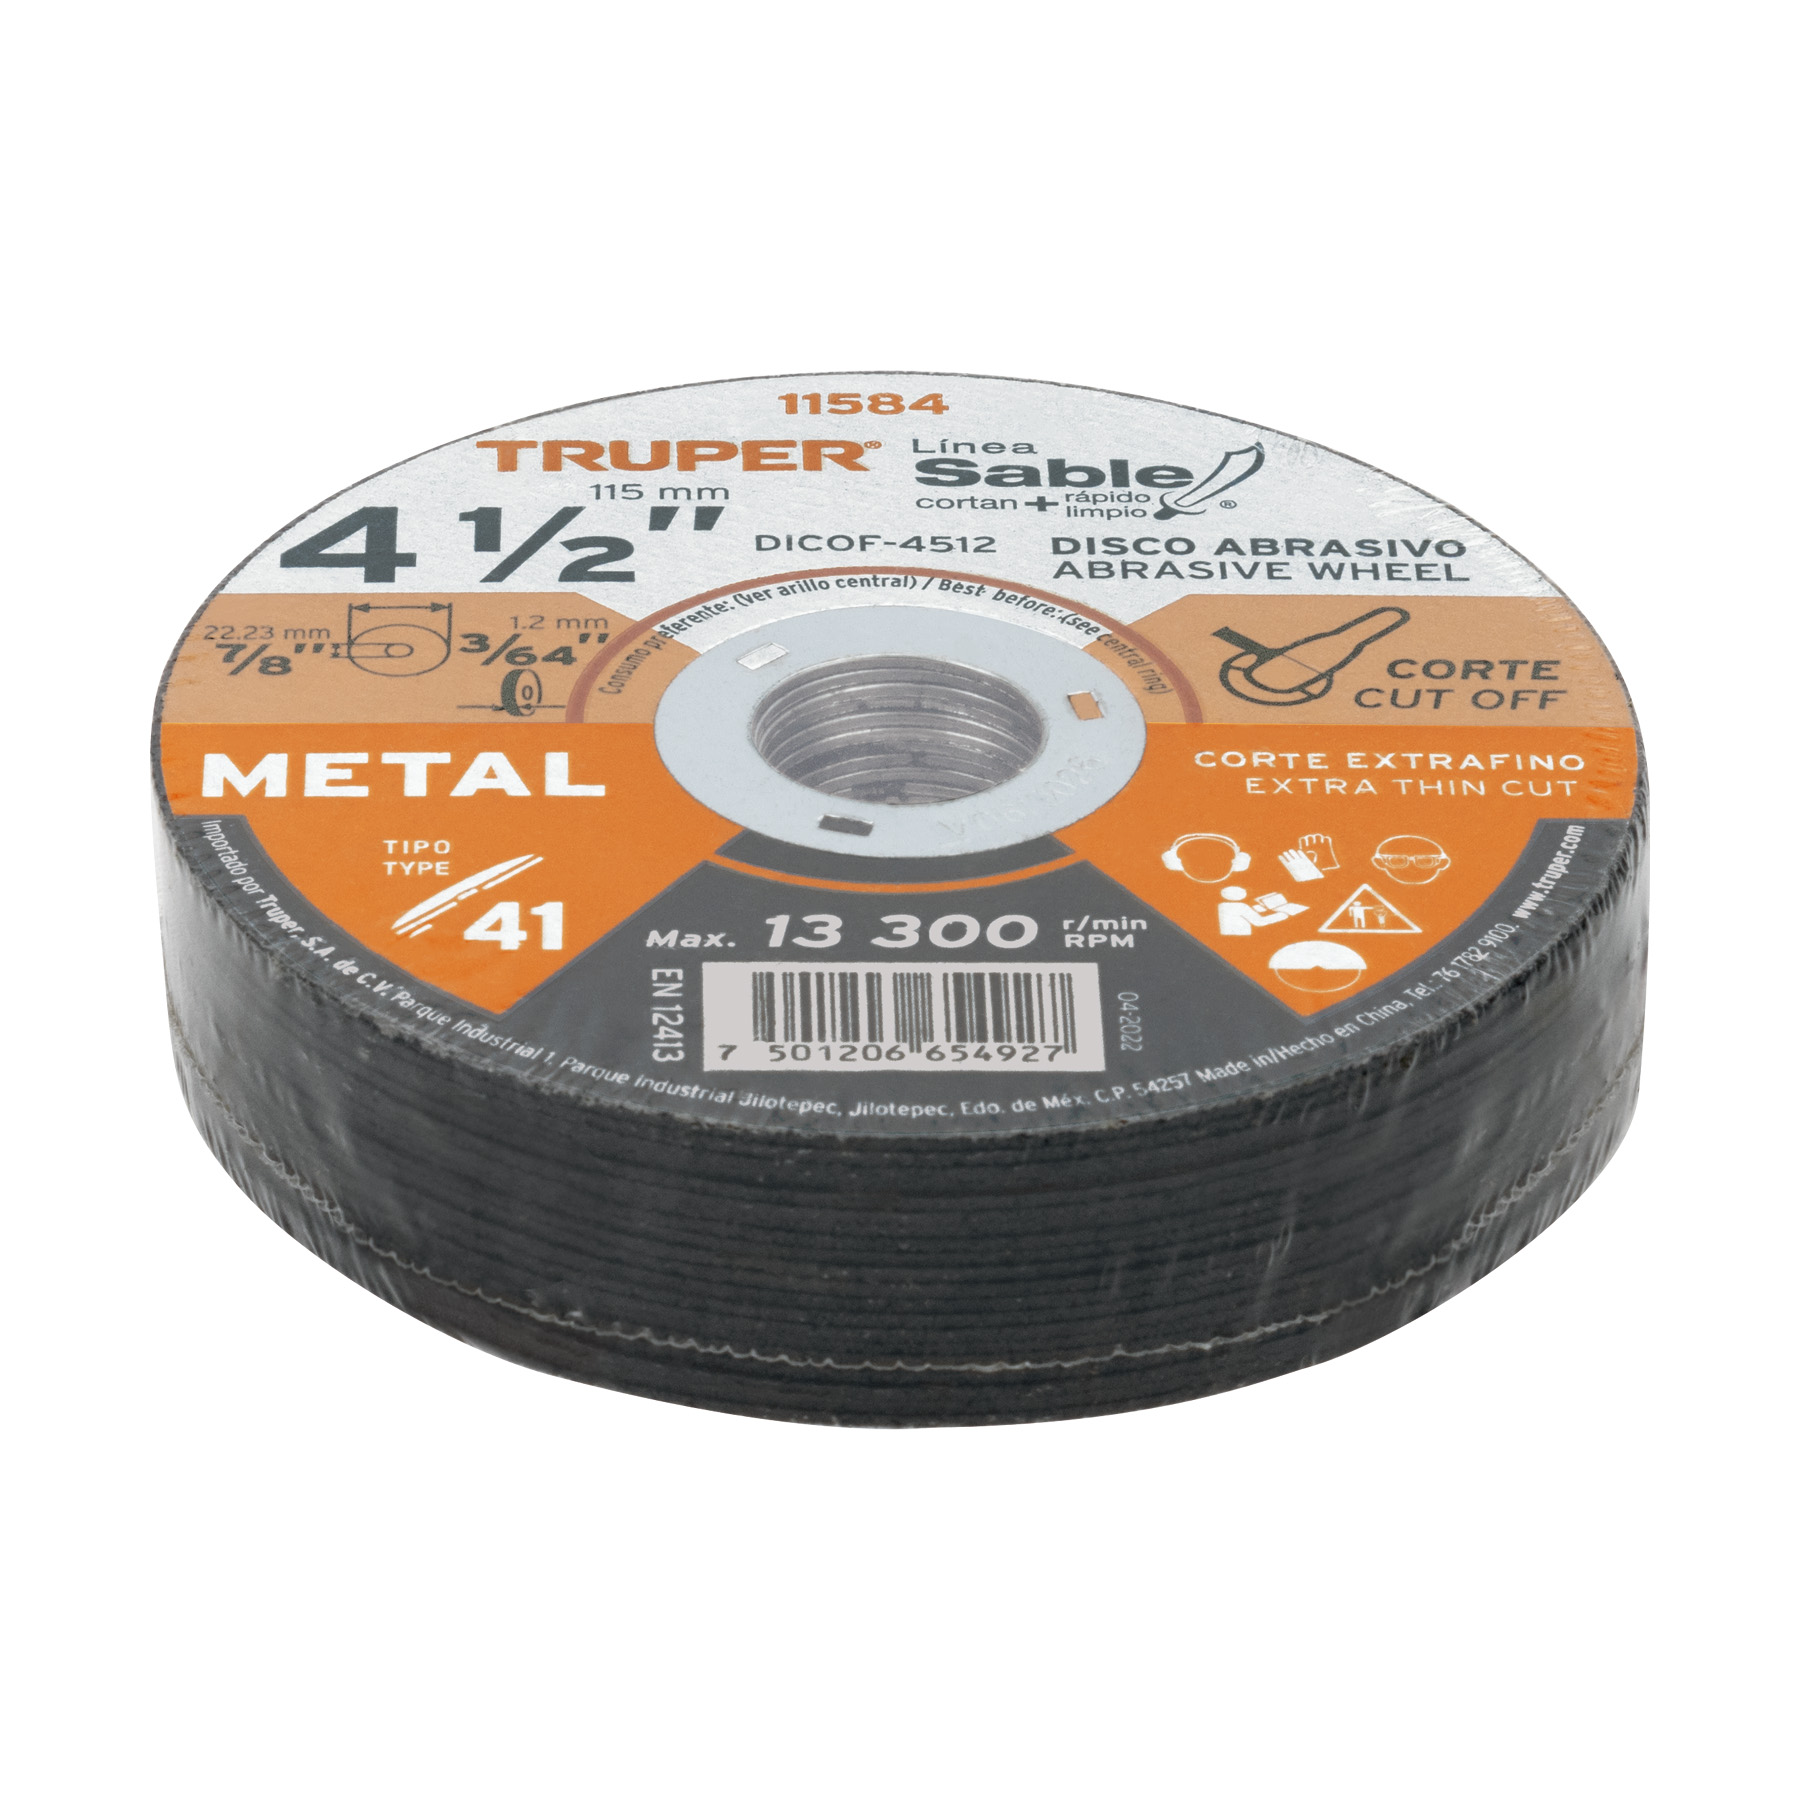 11584
TRUPER®
Línea
Sable
cortan + rápido
limpio ®
115 mm
4 1/2"
DICOF-4512
DISCO ABRASIVO
ABRASIVE WHEEL
Consumo preferente: (Ver arillo central) / Best before: (see central ring)
22.23 mm
7/8"
1.2 mm
3/64"
CORTE
CUT OFF
METAL
CORTE EXTRAFINO
EXTRA THIN CUT
TIPO
TYPE
41
Max. 13 300 r/min
RPM
EN 12413
7 501206 654927
04-2022
Importado por Truper, S.A. de C.V. Parque Industrial 1, Parque Industrial Jilotepec, Jilotepec, Edo. de Méx. C.P. 54257 Made in/Hecho en China, Tel.: 761 782 9100. www.truper.com